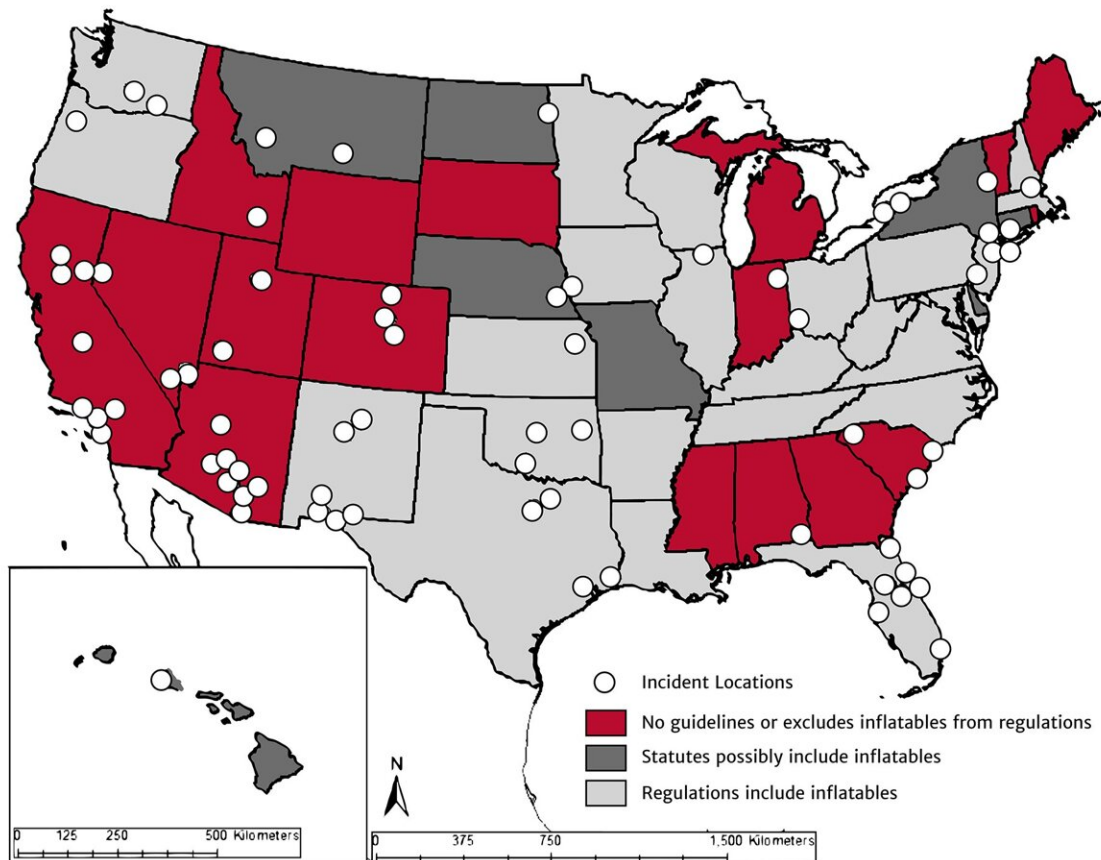 Incident Locations
No guidelines or excludes inflatables from regulations
Statutes possibly include inflatables
Regulations include inflatables
N
0 125 250 500 Kilometers
0 375 750 1,500 Kilometers